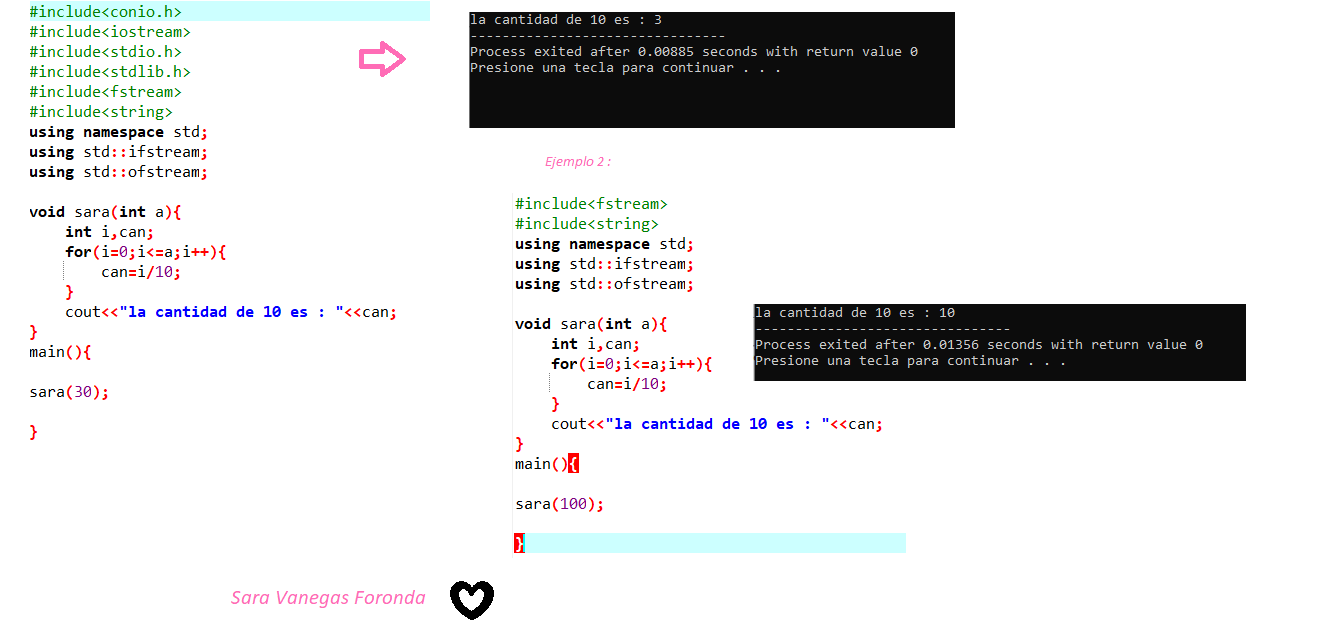 #include<conio.h>
#include<iostream>
#include<stdio.h>
#include<stdlib.h>
#include<fstream>
#include<string>
using namespace std;
using std::ifstream;
using std::ofstream;
void sara(int a){
int i,can;
for(i=0;i<=a;i++){
can=i/10;
}
cout<<"la cantidad de 10 es : "<<can;
}
main(){
sara(30);
}
la cantidad de 10 es : 3
--------------------------------
Process exited after 0.00885 seconds with return value 0
Presione una tecla para continuar . . .
Ejemplo 2 :
#include<fstream>
#include<string>
using namespace std;
using std::ifstream;
using std::ofstream;
void sara(int a){
int i,can;
for(i=0;i<=a;i++){
can=i/10;
}
cout<<"la cantidad de 10 es : "<<can;
}
main(){
sara(100);
}
la cantidad de 10 es : 10
--------------------------------
Process exited after 0.01356 seconds with return value 0
Presione una tecla para continuar . . .
Sara Vanegas Foronda